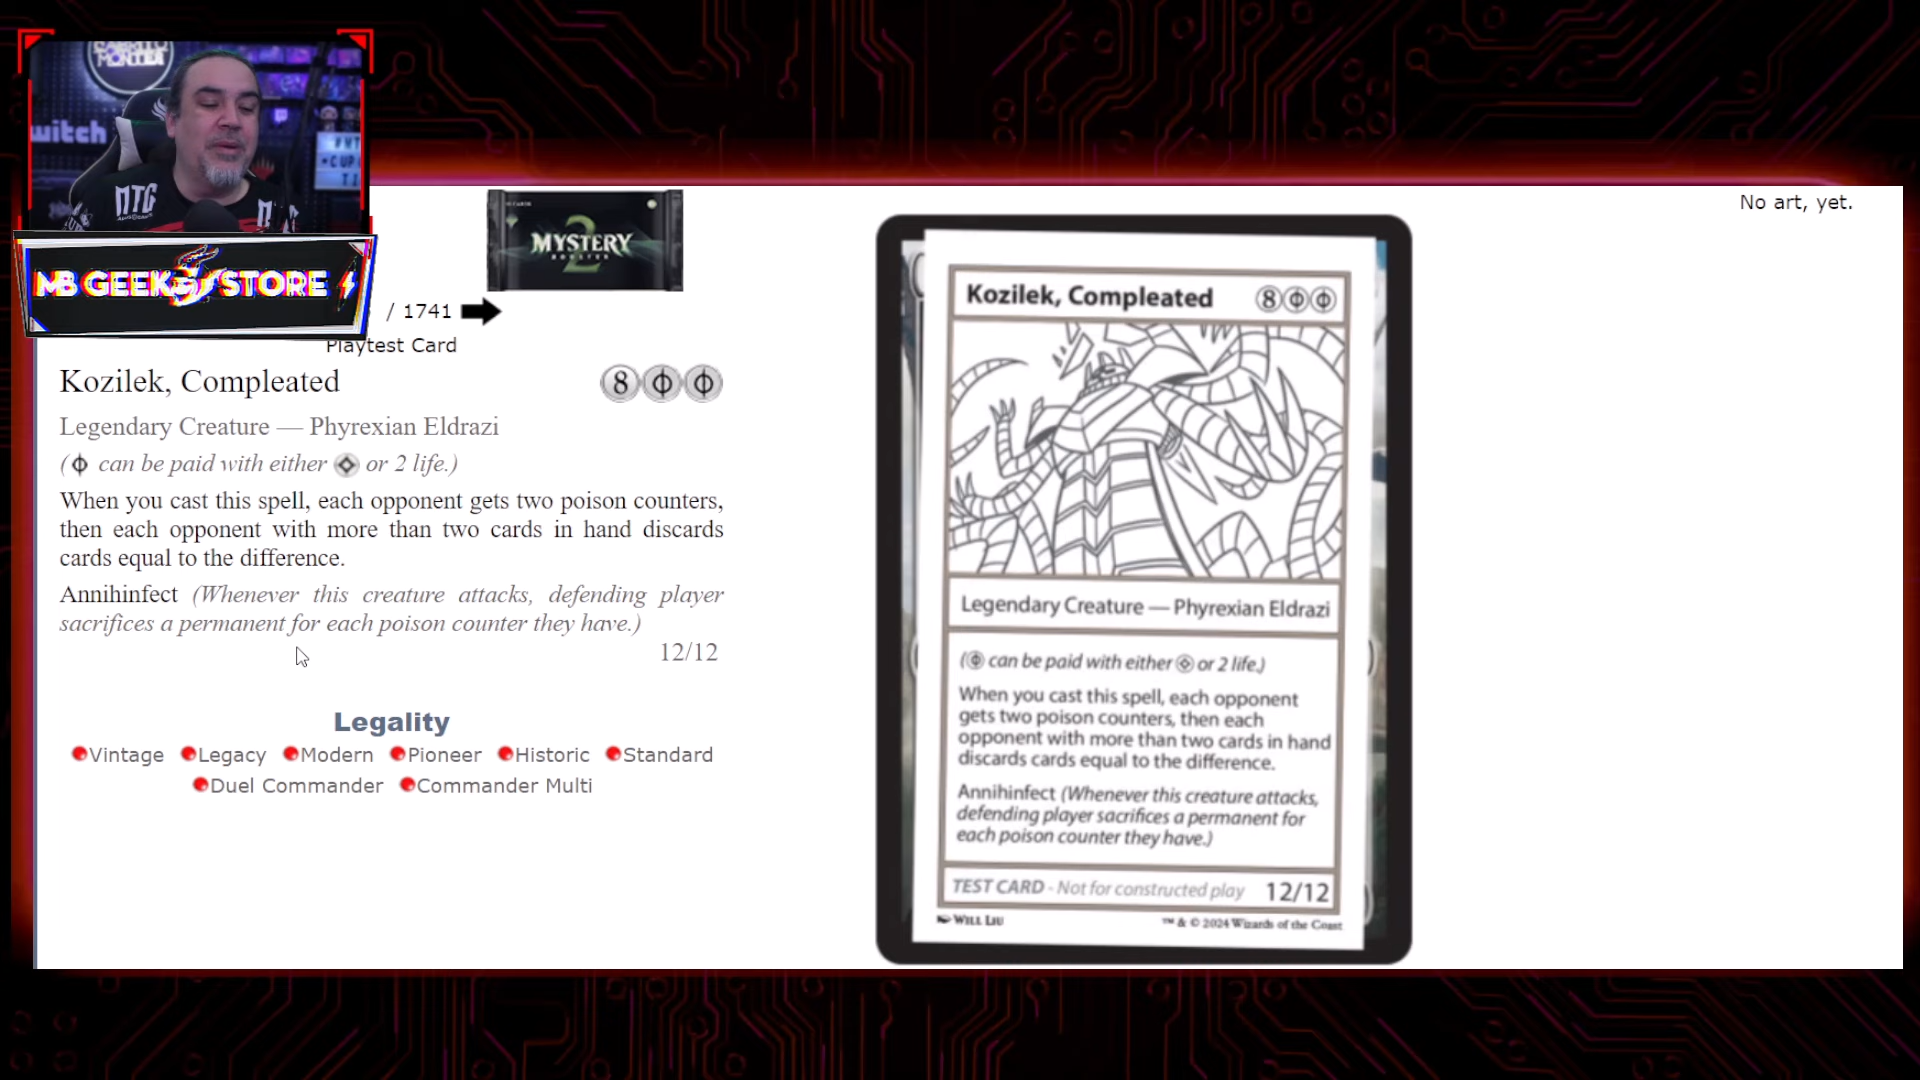 witch
MTG
MB GEEK STORE
MYSTERY
BOOSTER
2
No art, yet.
/ 1741
Playtest Card
Kozilek, Compleated 8
Legendary Creature — Phyrexian Eldrazi
( can be paid with either or 2 life.)
When you cast this spell, each opponent gets two poison counters,
then each opponent with more than two cards in hand discards
cards equal to the difference.
Annihinfect (Whenever this creature attacks, defending player
sacrifices a permanent for each poison counter they have.)
12/12
Legality
Vintage Legacy Modern Pioneer Historic Standard
Duel Commander Commander Multi
Kozilek, Compleated 8
Legendary Creature — Phyrexian Eldrazi
( can be paid with either or 2 life.)
When you cast this spell, each opponent
gets two poison counters, then each
opponent with more than two cards in hand
discards cards equal to the difference.
Annihinfect (Whenever this creature attacks,
defending player sacrifices a permanent for
each poison counter they have.)
TEST CARD - Not for constructed play 12/12
WILL LIU
™ & © 2024 Wizards of the Coast